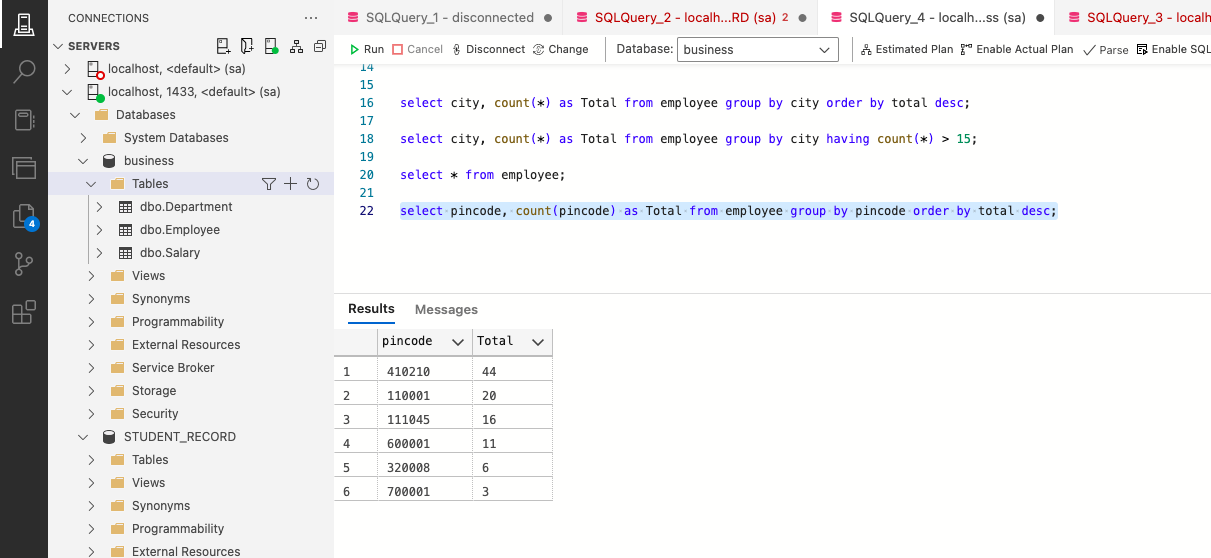 CONNECTIONS ...
SQLQuery_1 - disconnected
SQLQuery_2 - localh...RD (sa) 2
SQLQuery_4 - localh...ss (sa)
SQLQuery_3 - localh
SERVERS
Run Cancel Disconnect Change Database: business Estimated Plan Enable Actual Plan Parse Enable SQL
localhost, <default> (sa)
localhost, 1433, <default> (sa)
Databases
System Databases
business
Tables
dbo.Department
dbo.Employee
dbo.Salary
Views
Synonyms
Programmability
External Resources
Service Broker
Storage
Security
STUDENT_RECORD
Tables
Views
Synonyms
Programmability
External Resources
4
14
15
16 select city, count(*) as Total from employee group by city order by total desc;
17
18 select city, count(*) as Total from employee group by city having count(*) > 15;
19
20 select * from employee;
21
22 select pincode, count(pincode) as Total from employee group by pincode order by total desc;
Results Messages
pincode Total
1 410210 44
2 110001 20
3 111045 16
4 600001 11
5 320008 6
6 700001 3